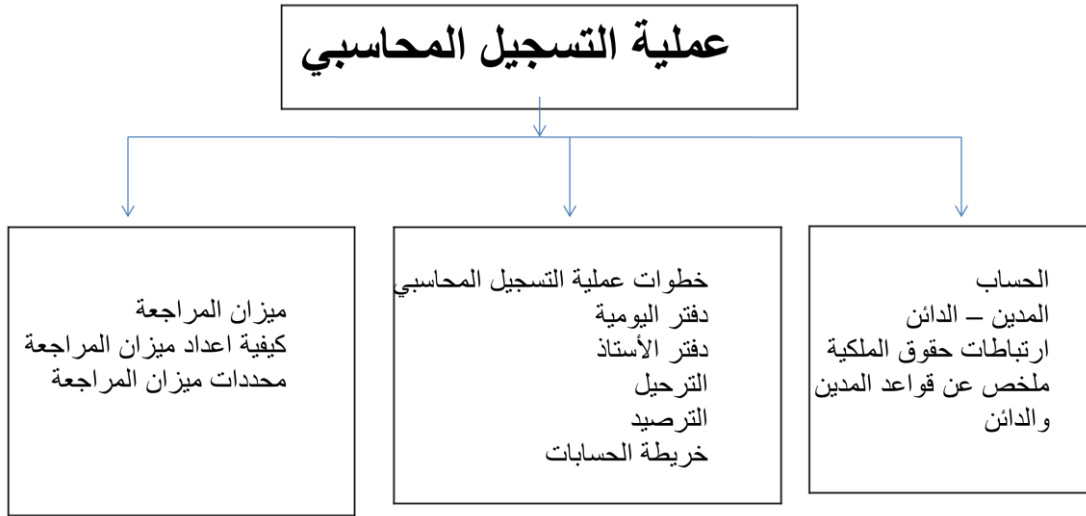 عملية التسجيل المحاسبي
الحساب
المدين – الدائن
ارتباطات حقوق الملكية
ملخص عن قواعد المدين
والدائن
خطوات عملية التسجيل المحاسبي
دفتر اليومية
دفتر الأستاذ
الترحيل
الترصيد
خريطة الحسابات
ميزان المراجعة
كيفية اعداد ميزان المراجعة
محددات ميزان المراجعة